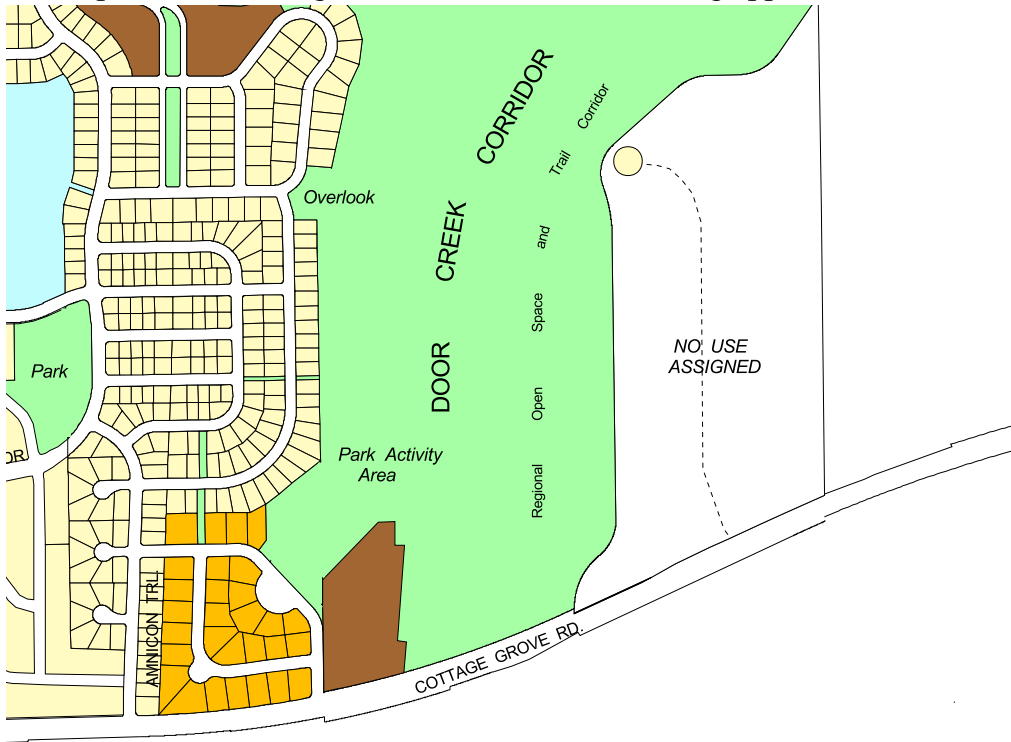 CORRIDOR
Corridor
Trail
Overlook
CREEK
and
Space
NO USE
ASSIGNED
Park
DOOR
Open
OR
Park Activity
Area
Regional
AMNICON TRL.
COTTAGE GROVE RD.